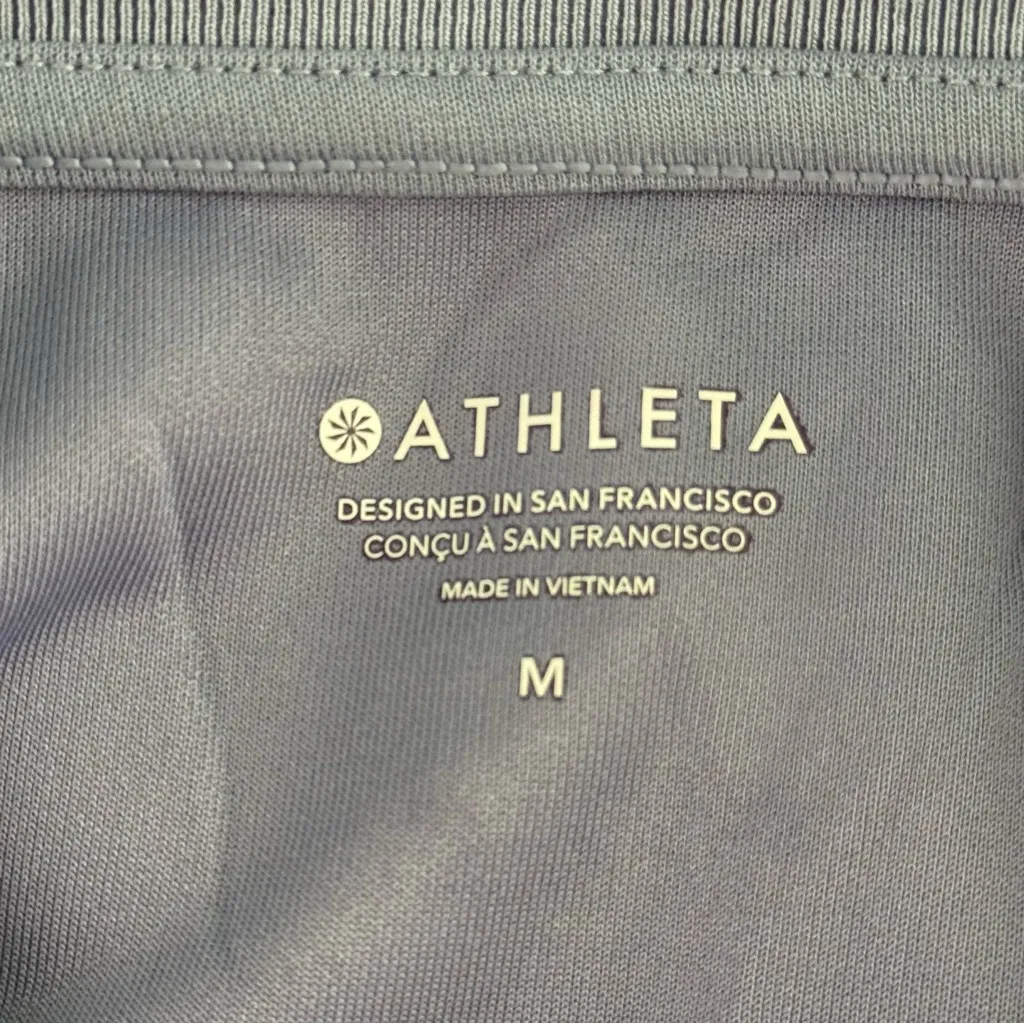 ATHLETA
DESIGNED IN SAN FRANCISCO
CONÇU À SAN FRANCISCO
MADE IN VIETNAM
M